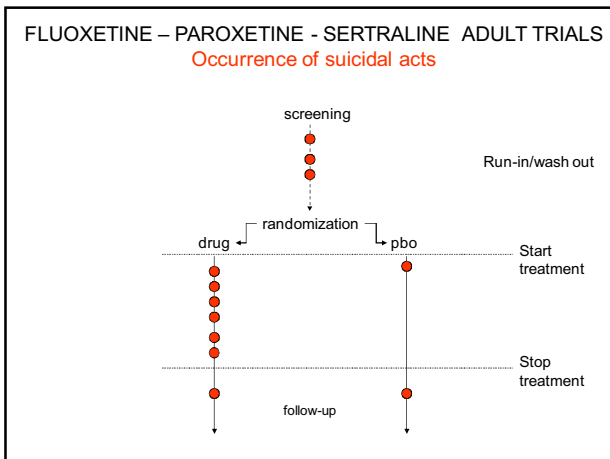 FLUOXETINE – PAROXETINE - SERTRALINE ADULT TRIALS
Occurrence of suicidal acts
screening
Run-in/wash out
randomization
drug
pbo
Start
treatment
Stop
treatment
follow-up